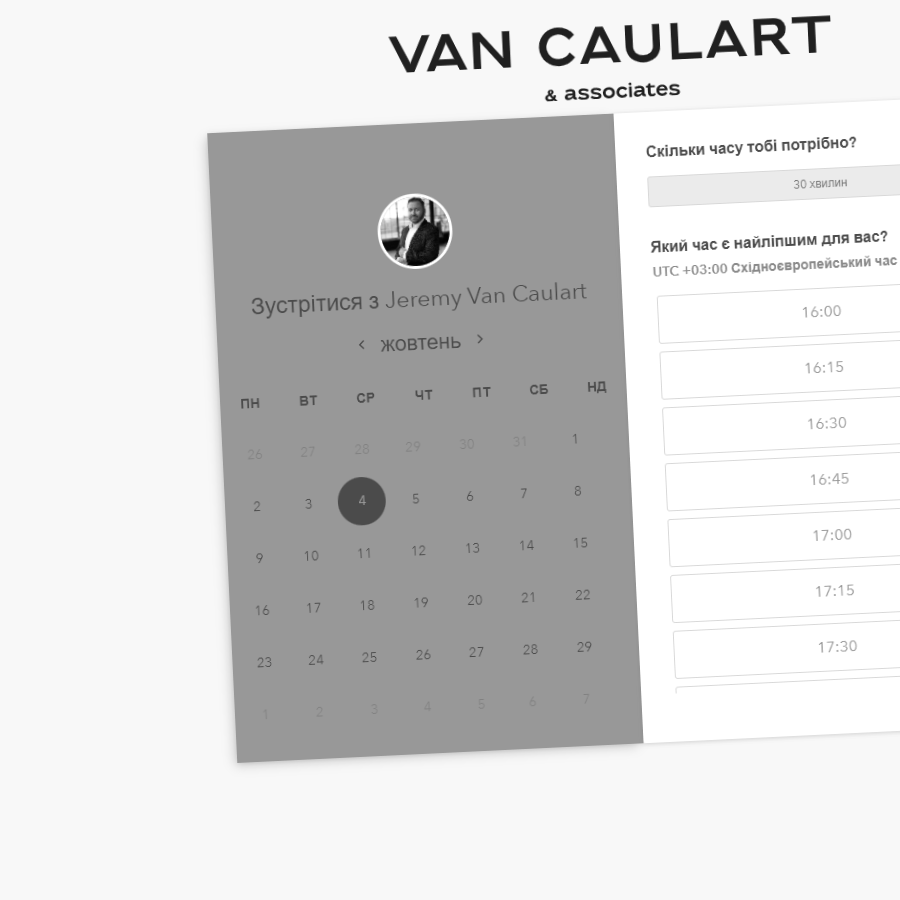 VAN CAULART
& associates
Зустрітися з Jeremy Van Caulart
‹ жовтень ›
ПН ВТ СР ЧТ ПТ СБ НД
26 27 28 29 30 31 1
2 3 4 5 6 7 8
9 10 11 12 13 14 15
16 17 18 19 20 21 22
23 24 25 26 27 28 29
1 2 3 4 5 6 7
Скільки часу тобі потрібно?
30 хвилин
Який час є найліпшим для вас?
UTC +03:00 Східноєвропейський час
16:00
16:15
16:30
16:45
17:00
17:15
17:30